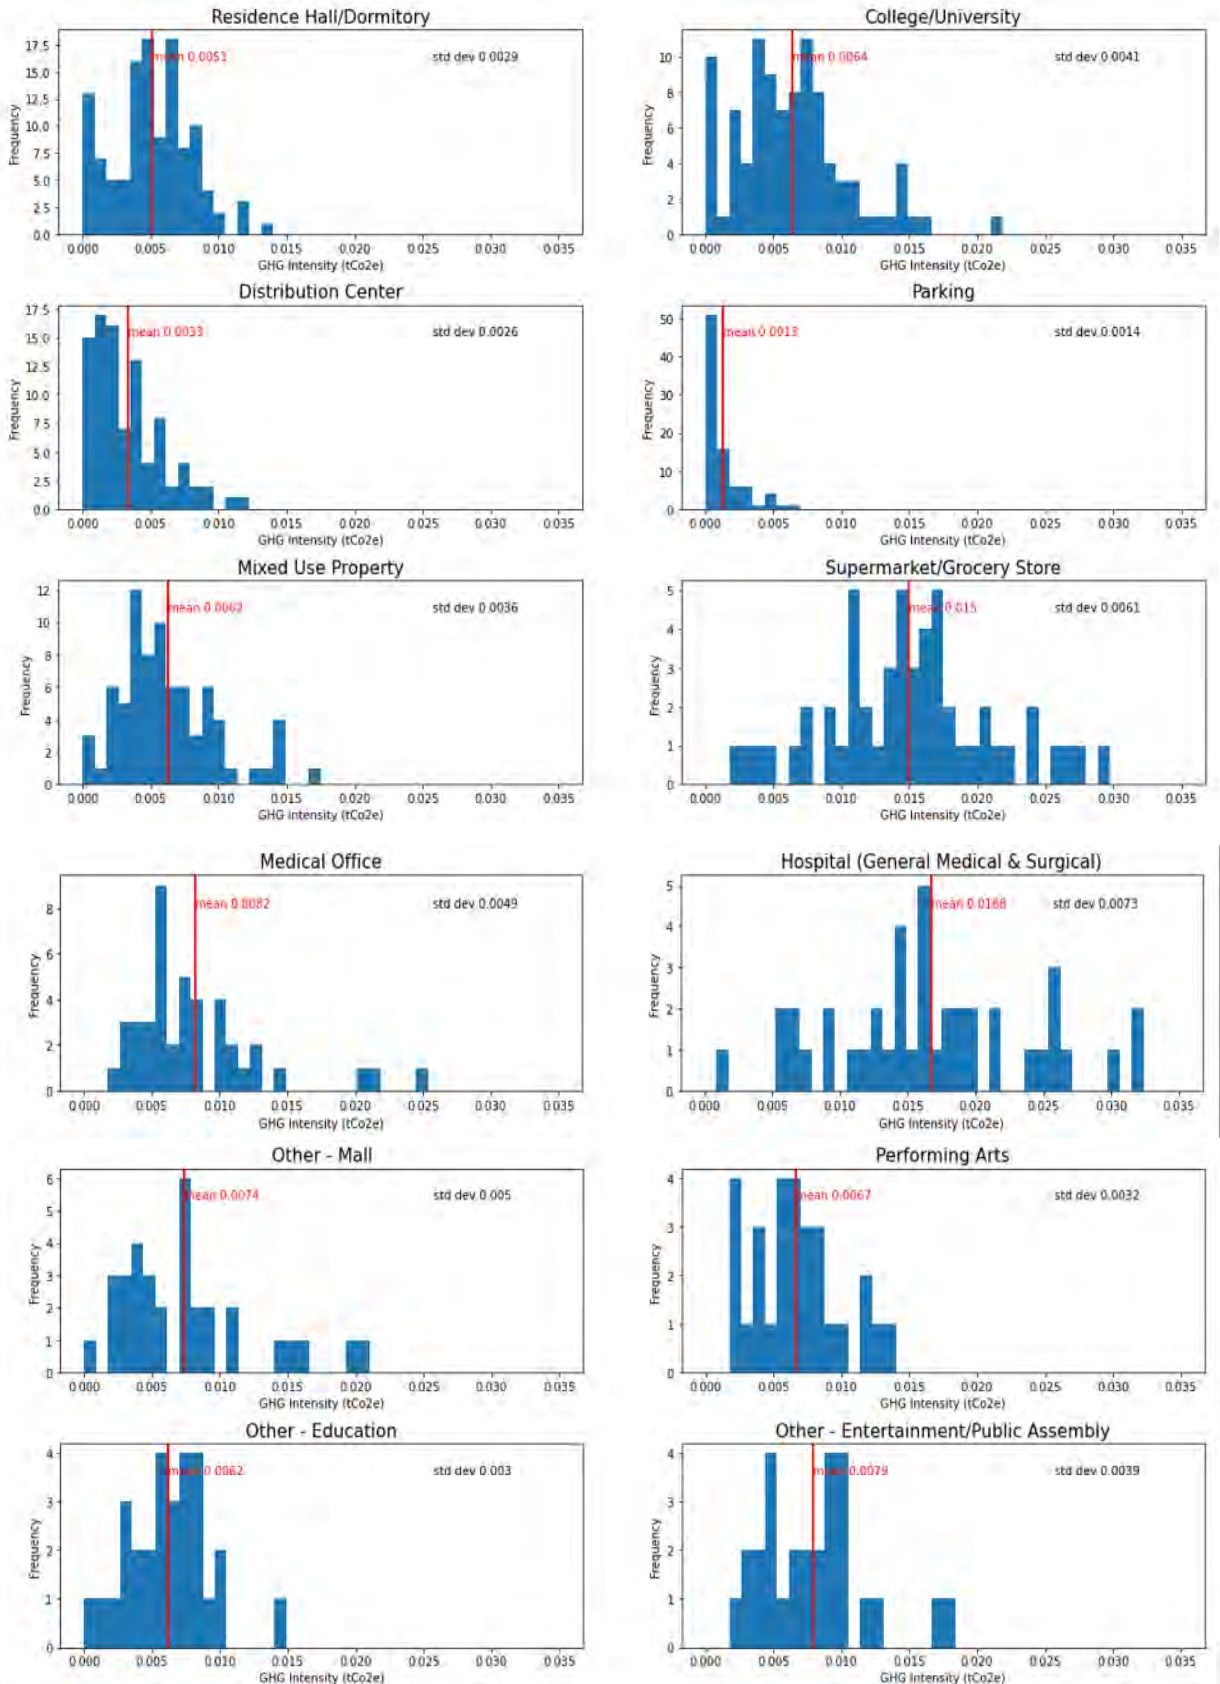 Residence Hall/Dormitory
mean 0.0051
std dev 0.0029
Frequency
17.5
15.0
12.5
10.0
7.5
5.0
2.5
0.0
0.000 0.005 0.010 0.015 0.020 0.025 0.030 0.035
GHG Intensity (tCo2e)
College/University
mean 0.0064
std dev 0.0041
Frequency
10
8
6
4
2
0
0.000 0.005 0.010 0.015 0.020 0.025 0.030 0.035
GHG Intensity (tCo2e)
Distribution Center
mean 0.0033
std dev 0.0026
Frequency
17.5
15.0
12.5
10.0
7.5
5.0
2.5
0.0
0.000 0.005 0.010 0.015 0.020 0.025 0.030 0.035
GHG Intensity (tCo2e)
Parking
mean 0.0013
std dev 0.0014
Frequency
50
40
30
20
10
0
0.000 0.005 0.010 0.015 0.020 0.025 0.030 0.035
GHG Intensity (tCo2e)
Mixed Use Property
mean 0.0062
std dev 0.0036
Frequency
12
10
8
6
4
2
0
0.000 0.005 0.010 0.015 0.020 0.025 0.030 0.035
GHG Intensity (tCo2e)
Supermarket/Grocery Store
mean 0.015
std dev 0.0061
Frequency
5
4
3
2
1
0
0.000 0.005 0.010 0.015 0.020 0.025 0.030 0.035
GHG Intensity (tCo2e)
Medical Office
mean 0.0082
std dev 0.0049
Frequency
8
6
4
2
0
0.000 0.005 0.010 0.015 0.020 0.025 0.030 0.035
GHG Intensity (tCo2e)
Hospital (General Medical & Surgical)
mean 0.0168
std dev 0.0073
Frequency
5
4
3
2
1
0
0.000 0.005 0.010 0.015 0.020 0.025 0.030 0.035
GHG Intensity (tCo2e)
Other - Mall
mean 0.0074
std dev 0.005
Frequency
6
5
4
3
2
1
0
0.000 0.005 0.010 0.015 0.020 0.025 0.030 0.035
GHG Intensity (tCo2e)
Performing Arts
mean 0.0067
std dev 0.0032
Frequency
4
3
2
1
0
0.000 0.005 0.010 0.015 0.020 0.025 0.030 0.035
GHG Intensity (tCo2e)
Other - Education
mean 0.0062
std dev 0.003
Frequency
4
3
2
1
0
0.000 0.005 0.010 0.015 0.020 0.025 0.030 0.035
GHG Intensity (tCo2e)
Other - Entertainment/Public Assembly
mean 0.0079
std dev 0.0039
Frequency
4
3
2
1
0
0.000 0.005 0.010 0.015 0.020 0.025 0.030 0.035
GHG Intensity (tCo2e)